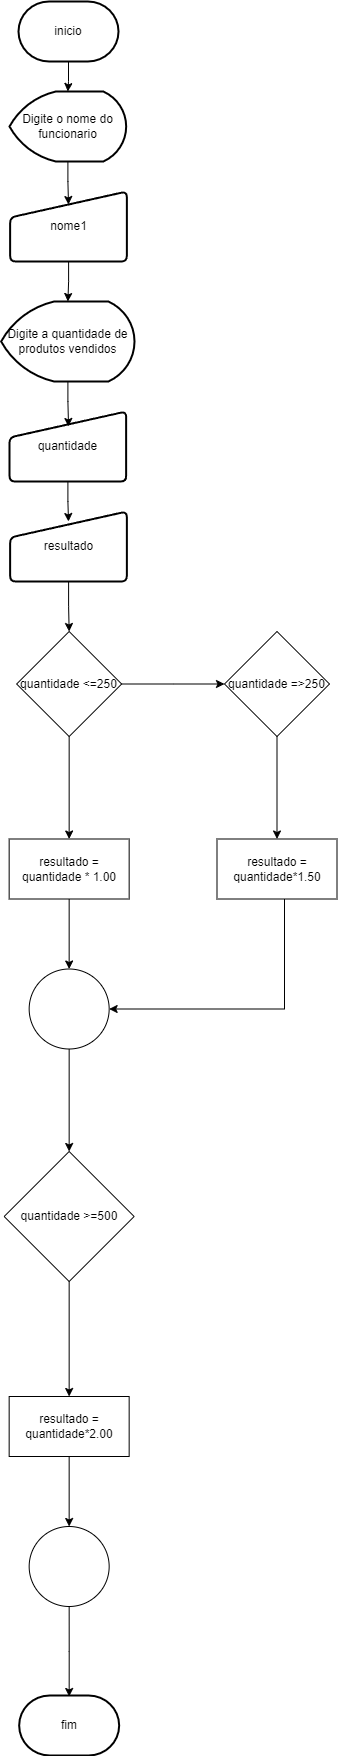 inicio
Digite o nome do
funcionario
nome1
Digite a quantidade de
produtos vendidos
quantidade
resultado
quantidade <=250
quantidade =>250
resultado =
quantidade * 1.00
resultado =
quantidade*1.50
quantidade >=500
resultado =
quantidade*2.00
fim